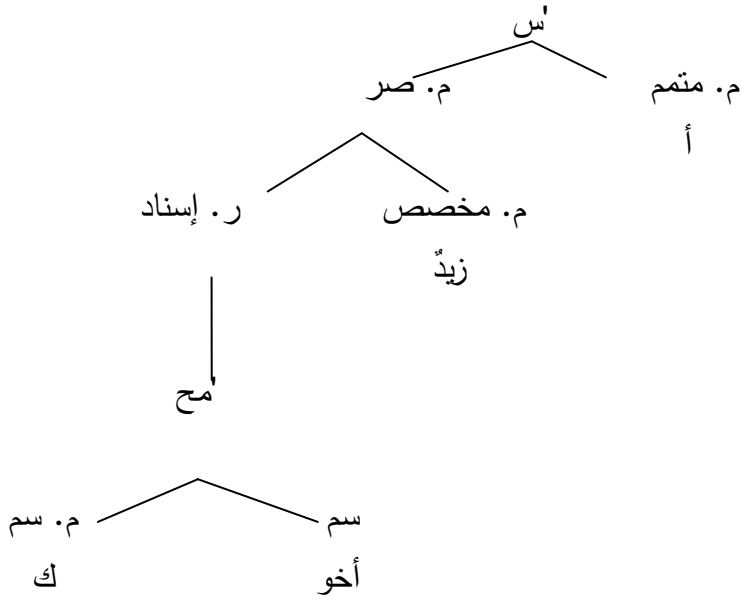 س'
م. متمم م. صر
أ
م. مخصص ر. إسناد
زيدٌ
مح'
سم م. سم
أخو ك